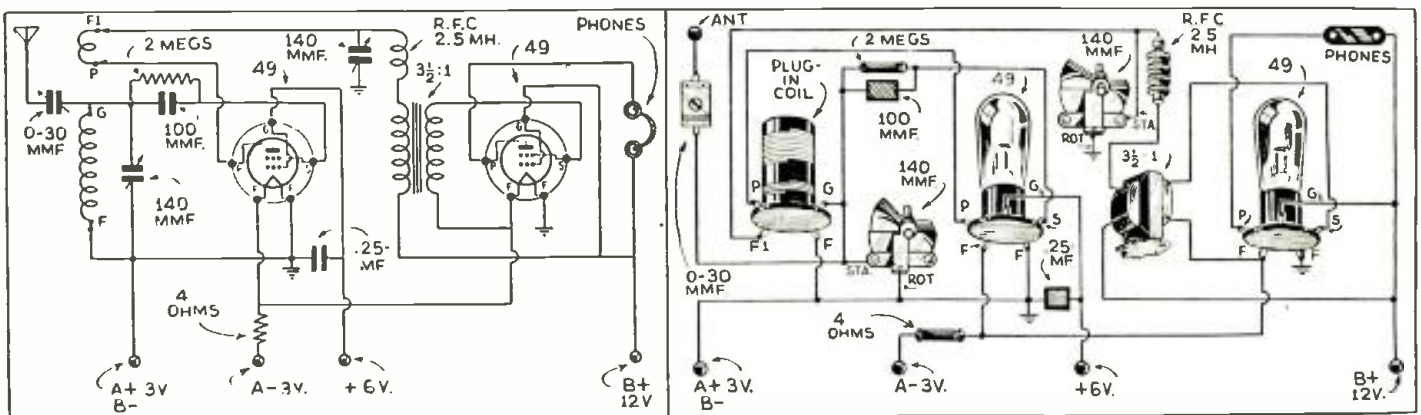 F1
R.F.C
2.5 MH.
PHONES
2 MEGS
140
MMF.
49
3½:1
49
P
G
0-30
MMF
100
MMF.
G
P
S
F
F
G
P
S
F
F
140
MMF
F
.25-
MF
4
OHMS
A+ 3V
B-
A-3V.
+6V.
B+
12V
ANT
R.F.C
2.5
MH
PHONES
2 MEGS
140
MMF
PLUG-
IN
COIL
49
49
100
MMF.
STA.
ROT
3½:1
140
MMF
P
G
G
P
S
G
P
S
F1
F
F
F
F
F
STA.
ROT
.25
MF
0-30
MMF
4
OHMS
A+3V.
B-
A-3V.
+6V.
B+
12V.